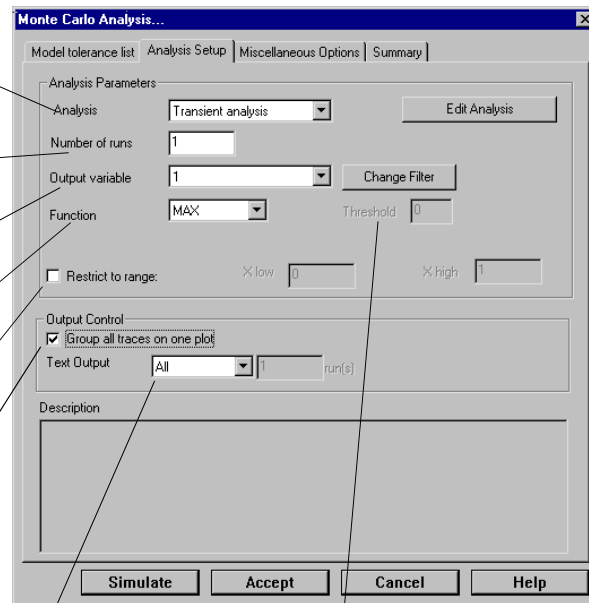 Monte Carlo Analysis...
Model tolerance list Analysis Setup Miscellaneous Options Summary
Analysis Parameters
Analysis Transient analysis Edit Analysis
Number of runs 1
Output variable 1 Change Filter
Function MAX Threshold 0
Restrict to range: X low 0 X high 1
Output Control
Group all traces on one plot
Text Output All 1 run(s)
Description
Simulate Accept Cancel Help